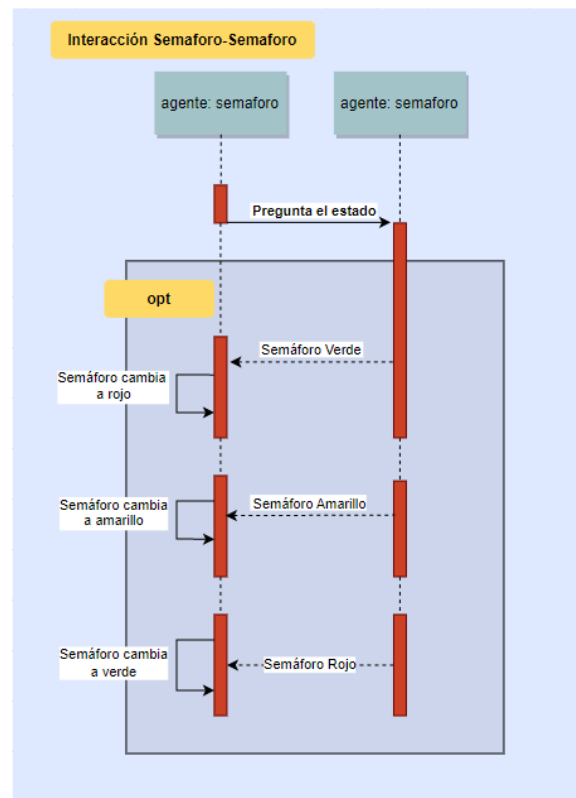 Interacción Semaforo-Semaforo
agente: semaforo
agente: semaforo
Pregunta el estado
opt
Semáforo Verde
Semáforo cambia
a rojo
Semáforo Amarillo
Semáforo cambia
a amarillo
Semáforo Rojo
Semáforo cambia
a verde